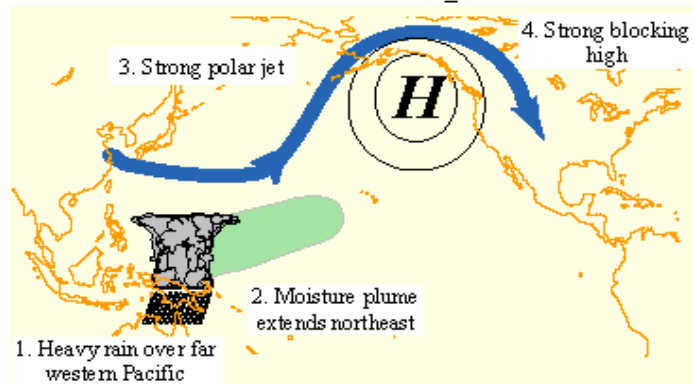 3. Strong polar jet
4. Strong blocking
high
H
2. Moisture plume
extends northeast
1. Heavy rain over far
western Pacific